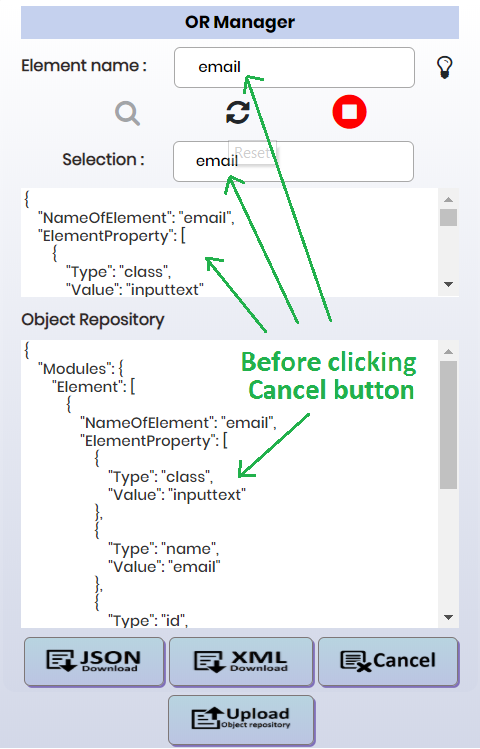 OR Manager
Element name :
email
Reset
Selection :
email
{
"NameOfElement": "email",
"ElementProperty": [
{
"Type": "class",
"Value": "inputtext"
Object Repository
{
"Modules": {
"Element": [
{
"NameOfElement": "email",
"ElementProperty": [
{
"Type": "class",
"Value": "inputtext"
},
{
"Type": "name",
"Value": "email"
},
{
"Type": "id",
Before clicking
Cancel button
JSON
Download
XML
Download
Cancel
Upload
Object repository